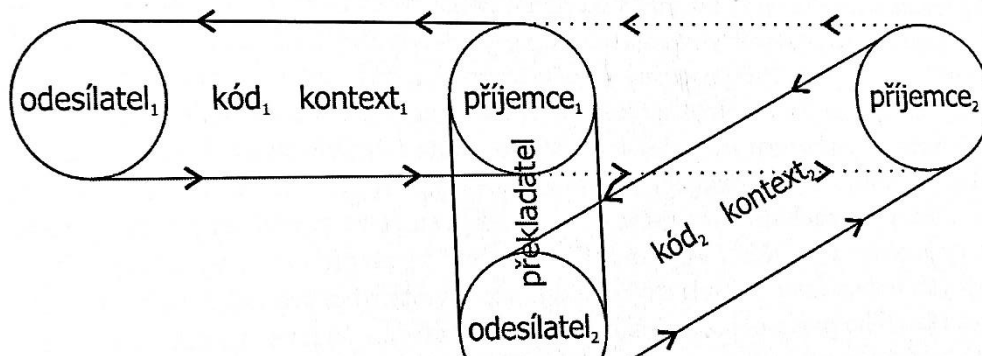 odesílatel₁ kód₁ kontext₁ příjemce₁ příjemce₂
překladatel
kód₂ kontext₂
odesílatel₂